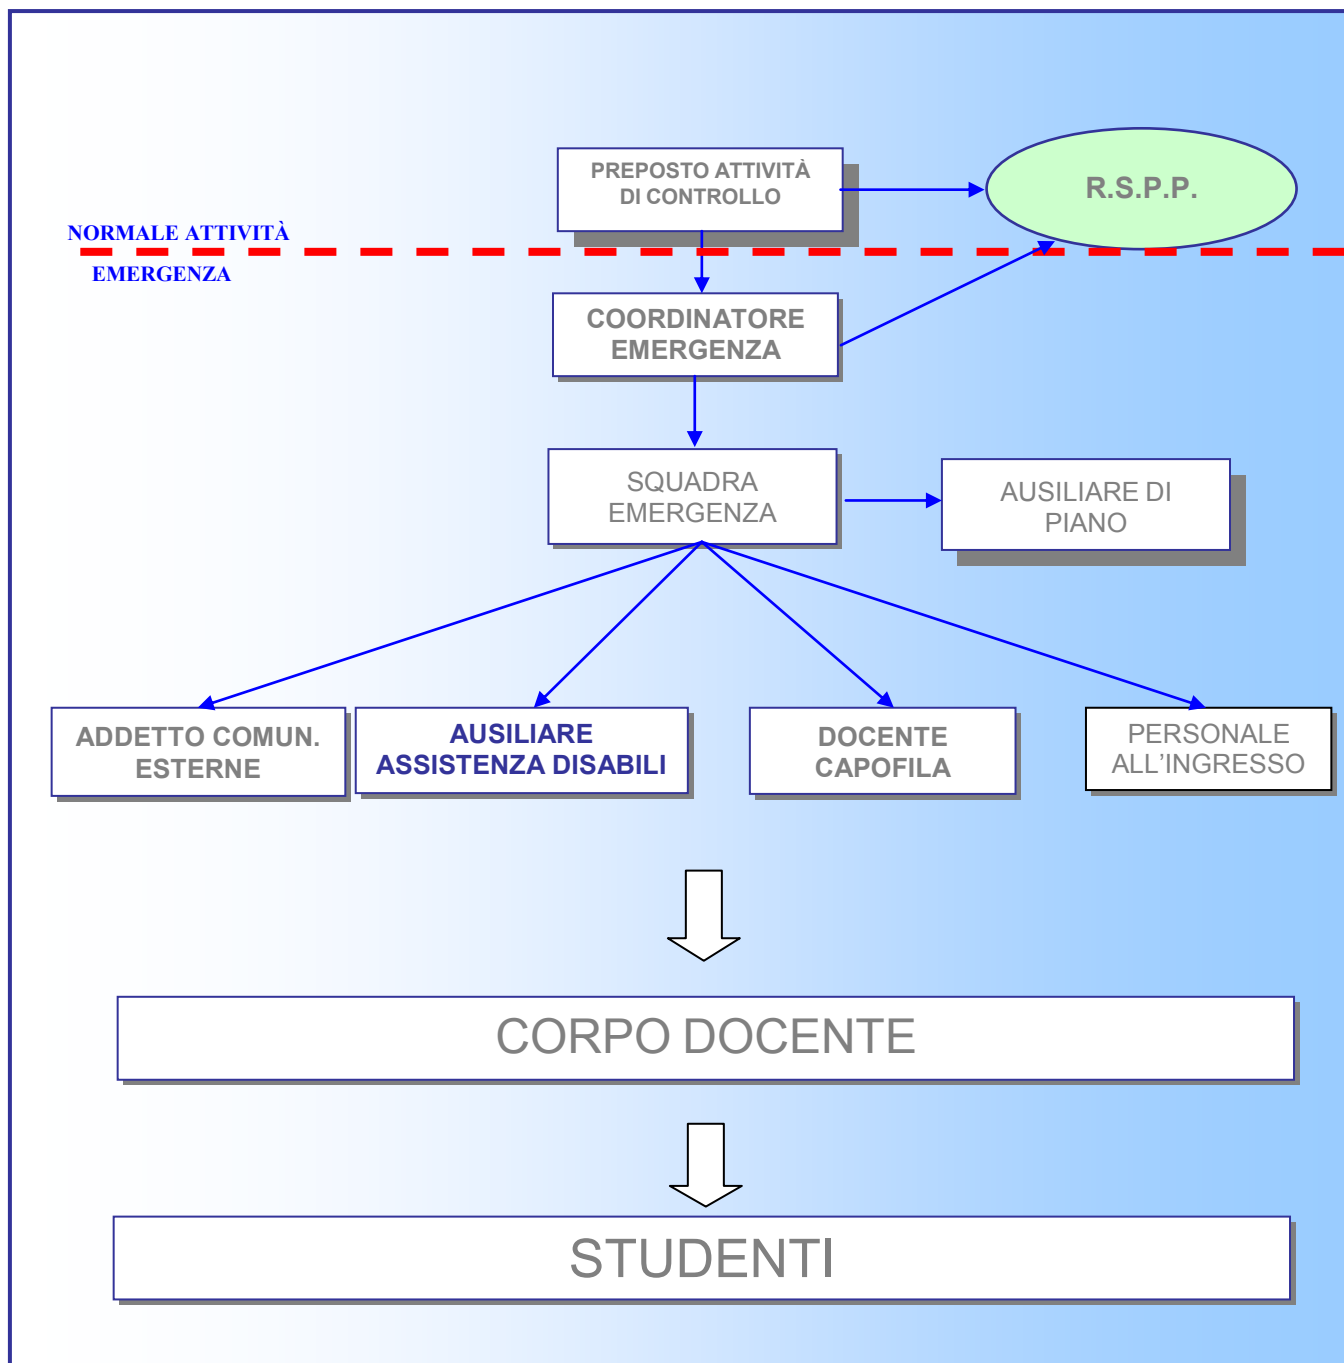 PREPOSTO ATTIVITÀ
DI CONTROLLO
R.S.P.P.
NORMALE ATTIVITÀ
EMERGENZA
COORDINATORE
EMERGENZA
SQUADRA
EMERGENZA
AUSILIARE DI
PIANO
ADDETTO COMUN.
ESTERNE
AUSILIARE
ASSISTENZA DISABILI
DOCENTE
CAPOFILA
PERSONALE
ALL’INGRESSO
CORPO DOCENTE
STUDENTI